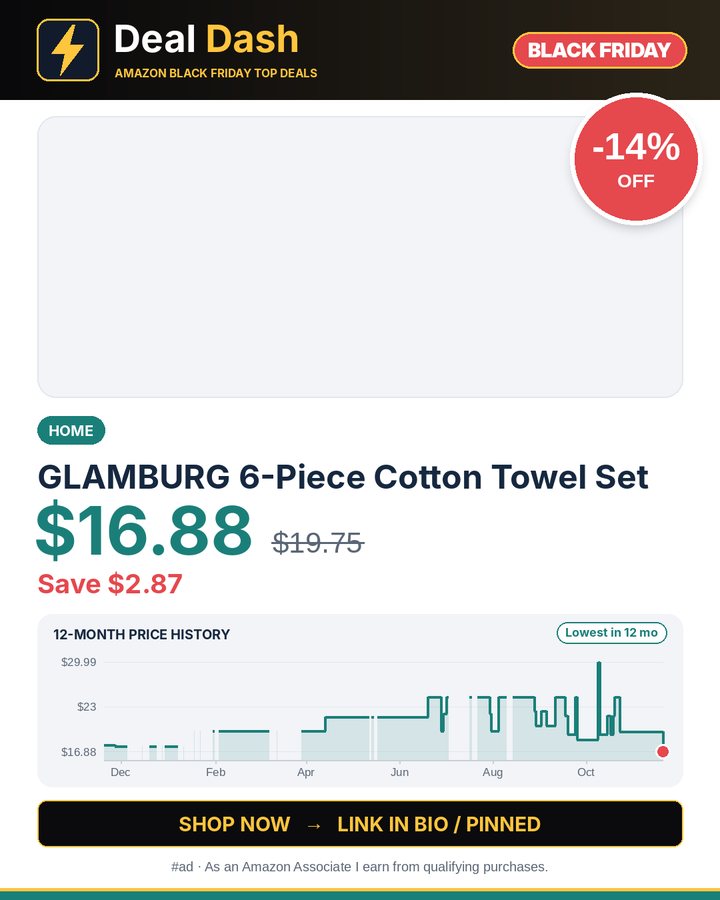 Deal Dash
AMAZON BLACK FRIDAY TOP DEALS
BLACK FRIDAY
-14%
OFF
HOME
GLAMBURG 6-Piece Cotton Towel Set
$16.88 $19.75
Save $2.87
12-MONTH PRICE HISTORY
Lowest in 12 mo
$29.99
$23
$16.88
Dec Feb Apr Jun Aug Oct
SHOP NOW → LINK IN BIO / PINNED
#ad · As an Amazon Associate I earn from qualifying purchases.